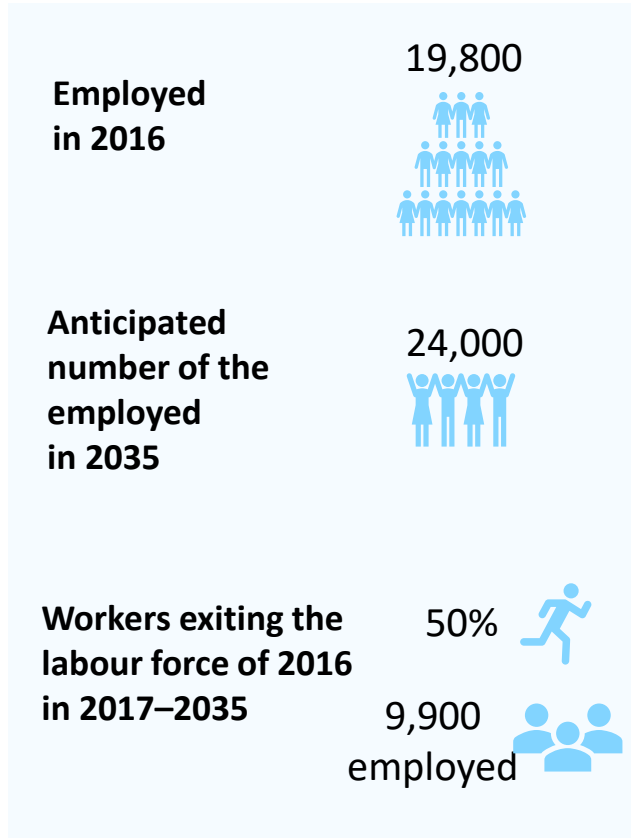 Employed
in 2016
19,800
Anticipated
number of the
employed
in 2035
24,000
Workers exiting the
labour force of 2016
in 2017–2035
50%
9,900
employed